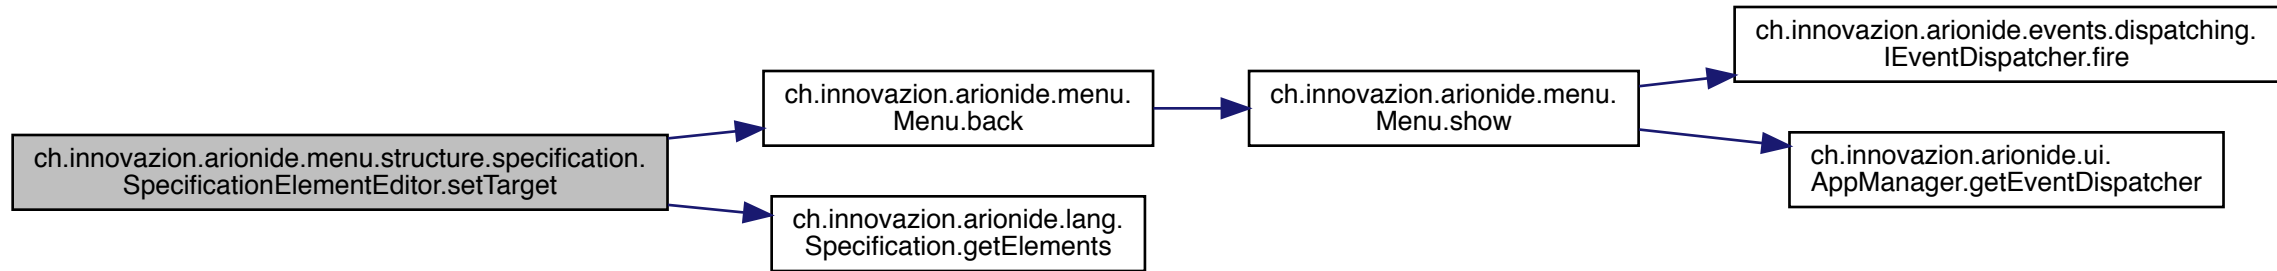 ch.innovazion.arionide.menu.structure.specification.
SpecificationElementEditor.setTarget
ch.innovazion.arionide.menu.
Menu.back
ch.innovazion.arionide.lang.
Specification.getElements
ch.innovazion.arionide.menu.
Menu.show
ch.innovazion.arionide.events.dispatching.
IEventDispatcher.fire
ch.innovazion.arionide.ui.
AppManager.getEventDispatcher